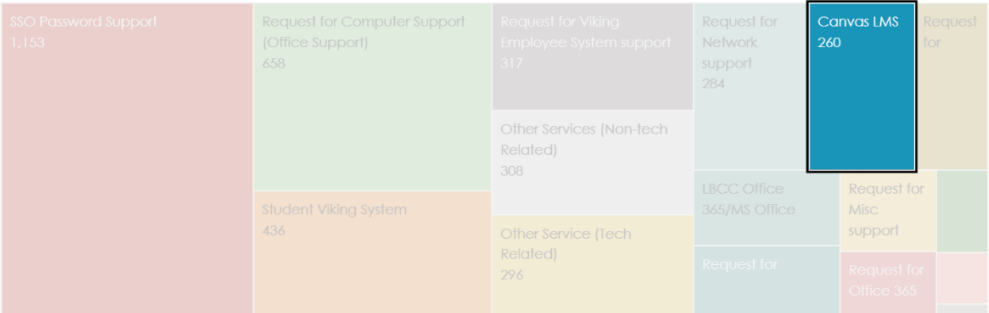 SSO Password Support
1,153
Request for Computer Support
(Office Support)
658
Student Viking System
436
Request for Viking
Employee System support
317
Other Services (Non-tech
Related)
308
Other Service (Tech
Related)
296
Request for
Network
support
284
Canvas LMS
260
Request
for
LBCC Office
365/MS Office
Request for
Misc
support
Request for
Request for
Office 365